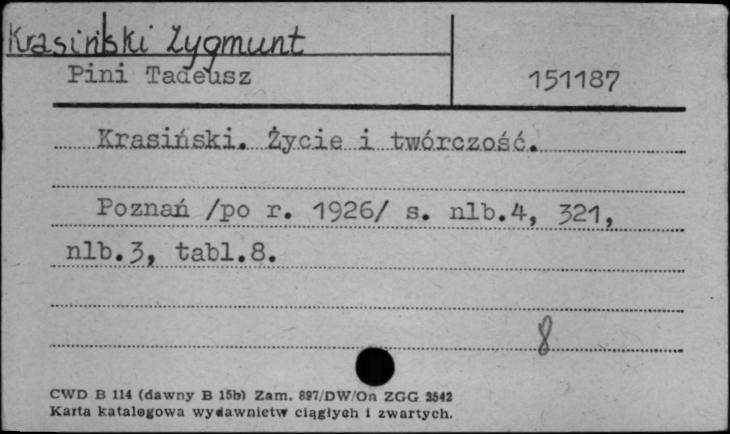 Krasiński Zygmunt
Pini Tadeusz 151187
Krasiński. Życie i twórczość.
Poznań /po r. 1926/ s. nlb.4, 321,
nlb.3, tabl.8.
8
CWD B 114 (dawny B 15b) Zam. 897/DW/On ZGG 3542
Karta katalogowa wydawnictw ciągłych i zwartych.